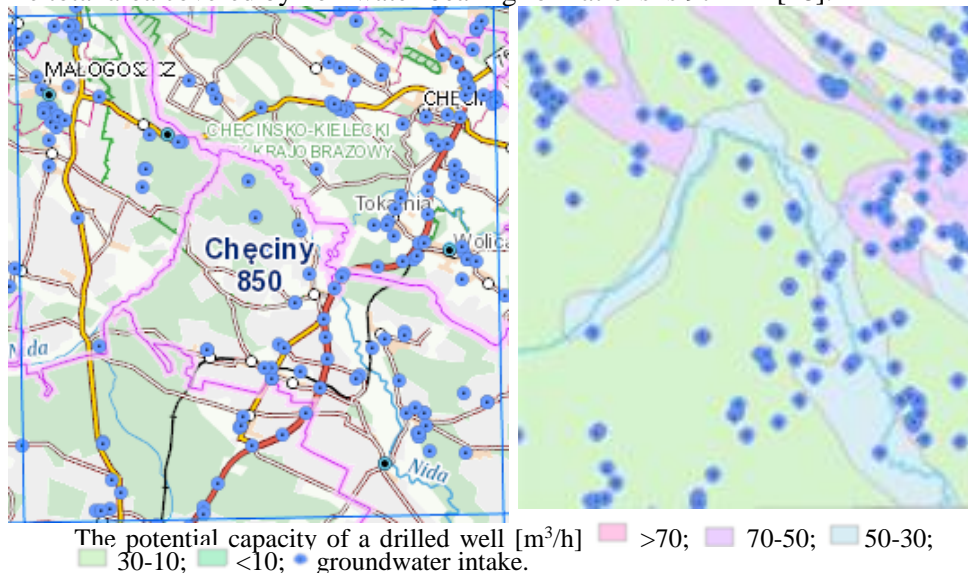 MAŁOGOSZCZ
CHĘCIŃSKO-KIELECKI
KRAJOBRAZOWY
Tokarnia
Wolica
Chęciny
850
Nida
Nida
The potential capacity of a drilled well [m³/h] >70; 70-50; 50-30;
30-10; <10; groundwater intake.